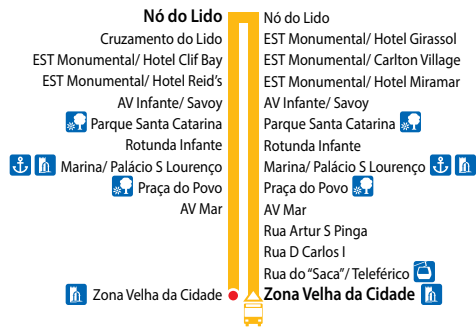 Nó do Lido
Cruzamento do Lido
EST Monumental/ Hotel Clif Bay
EST Monumental/ Hotel Reid's
AV Infante/ Savoy
Parque Santa Catarina
Rotunda Infante
Marina/ Palácio S Lourenço
Praça do Povo
AV Mar
Zona Velha da Cidade
Nó do Lido
EST Monumental/ Hotel Girassol
EST Monumental/ Carlton Village
EST Monumental/ Hotel Miramar
AV Infante/ Savoy
Parque Santa Catarina
Rotunda Infante
Marina/ Palácio S Lourenço
Praça do Povo
AV Mar
Rua Artur S Pinga
Rua D Carlos I
Rua do "Saca"/ Teleférico
Zona Velha da Cidade